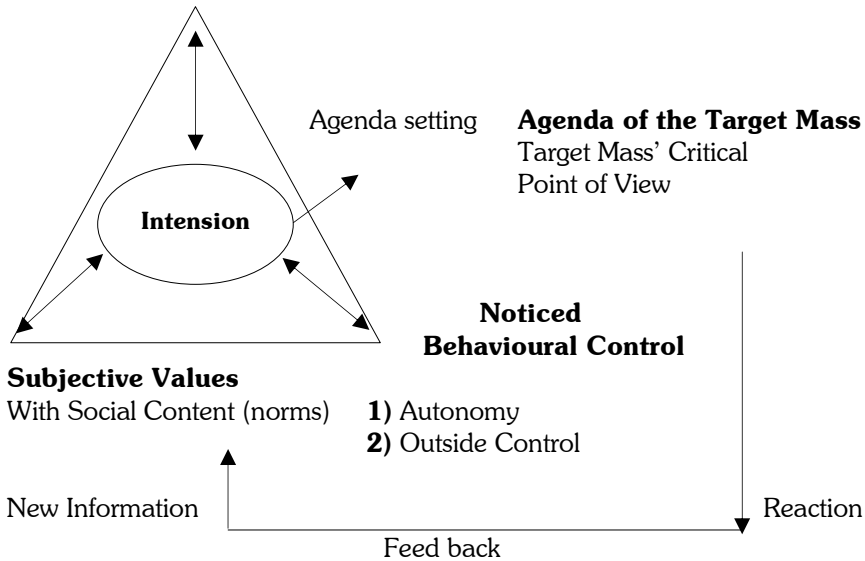 Agenda setting
Agenda of the Target Mass
Target Mass' Critical
Point of View
Intension
Noticed
Behavioural Control
Subjective Values
With Social Content (norms)
1) Autonomy
2) Outside Control
New Information
Reaction
Feed back